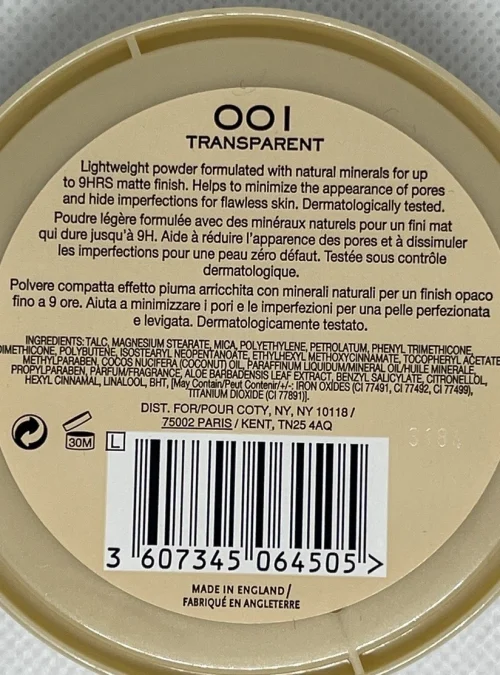 001
TRANSPARENT
Lightweight powder formulated with natural minerals for up
to 9HRS matte finish. Helps to minimize the appearance of pores
and hide imperfections for flawless skin. Dermatologically tested.
Poudre légère formulée avec des minéraux naturels pour un fini mat
qui dure jusqu'à 9H. Aide à réduire l'apparence des pores et à dissimuler
les imperfections pour une peau zéro défaut. Testée sous contrôle
dermatologique.
Polvere compatta effetto piuma arricchita con minerali naturali per un finish opaco
fino a 9 ore. Aiuta a minimizzare i pori e le imperfezioni per una pelle perfezionata
e levigata. Dermatologicamente testato.
INGREDIENTS: TALC, MAGNESIUM STEARATE, MICA, POLYETHYLENE, PETROLATUM, PHENYL TRIMETHICONE,
DIMETHICONE, POLYBUTENE, ISOSTEARYL NEOPENTANOATE, ETHYLHEXYL METHOXYCINNAMATE, TOCOPHERYL ACETATE
METHYLPARABEN, COCOS NUCIFERA (COCONUT) OIL, PARAFFINUM LIQUIDUM/MINERAL OIL/HUILE MINERALE,
PROPYLPARABEN, PARFUM/FRAGRANCE, ALOE BARBADENSIS LEAF EXTRACT, BENZYL SALICYLATE, CITRONELLOL,
HEXYL CINNAMAL, LINALOOL, BHT, [May Contain/Peut Contenir/+/-: IRON OXIDES (CI 77491, CI 77492, CI 77499),
TITANIUM DIOXIDE (CI 77891)].
DIST. FOR/POUR COTY, NY, NY 10118 /
75002 PARIS / KENT, TN25 4AQ
30M
L
3 607345 064505 >
MADE IN ENGLAND /
FABRIQUÉ EN ANGLETERRE